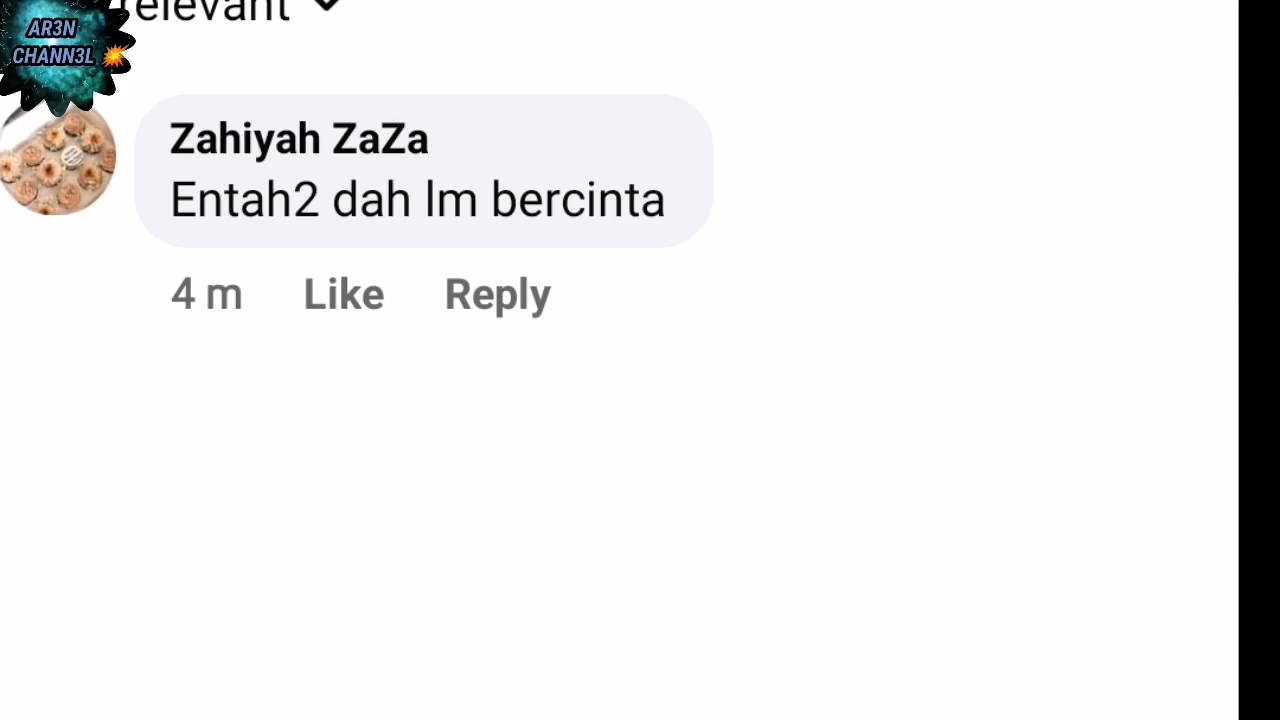 relevant
AR3N
CHANN3L
Zahiyah ZaZa
Entah2 dah lm bercinta
4 m Like Reply